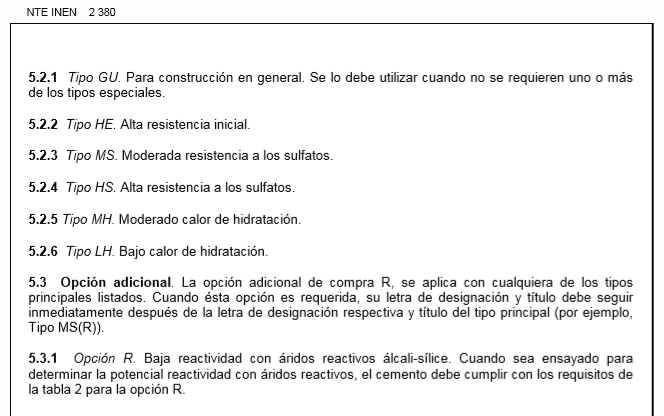 NTE INEN 2 380
5.2.1 Tipo GU. Para construcción en general. Se lo debe utilizar cuando no se requieren uno o más
de los tipos especiales.
5.2.2 Tipo HE. Alta resistencia inicial.
5.2.3 Tipo MS. Moderada resistencia a los sulfatos.
5.2.4 Tipo HS. Alta resistencia a los sulfatos.
5.2.5 Tipo MH. Moderado calor de hidratación.
5.2.6 Tipo LH. Bajo calor de hidratación.
5.3 Opción adicional. La opción adicional de compra R, se aplica con cualquiera de los tipos
principales listados. Cuando ésta opción es requerida, su letra de designación y título debe seguir
inmediatamente después de la letra de designación respectiva y título del tipo principal (por ejemplo,
Tipo MS(R)).
5.3.1 Opción R. Baja reactividad con áridos reactivos álcali-sílice. Cuando sea ensayado para
determinar la potencial reactividad con áridos reactivos, el cemento debe cumplir con los requisitos de
la tabla 2 para la opción R.